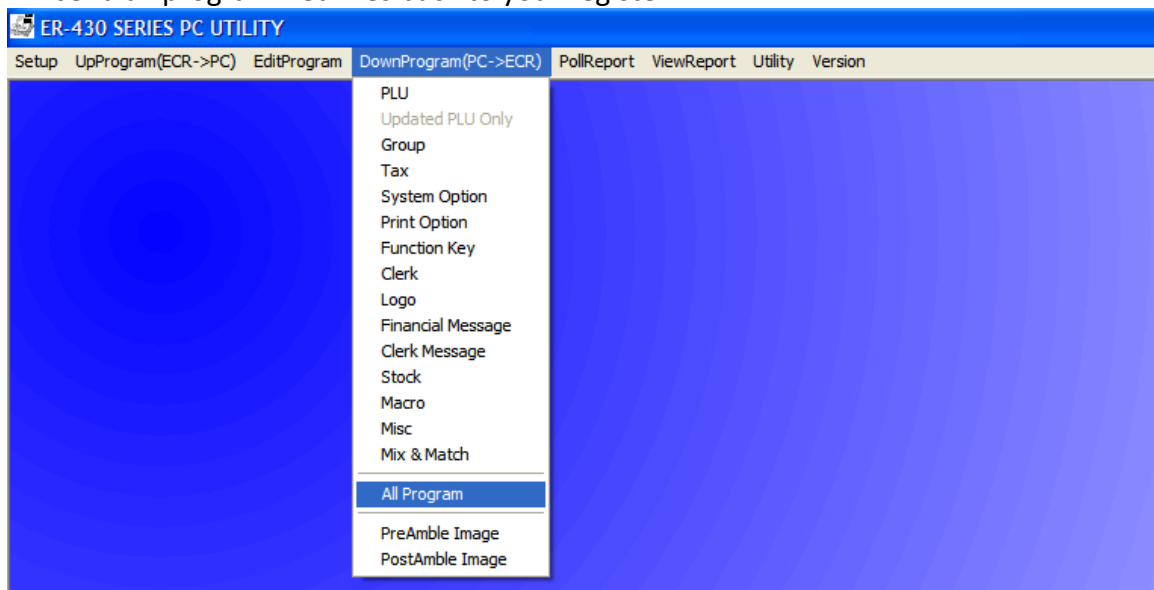 ER-430 SERIES PC UTILITY
Setup UpProgram(ECR->PC) EditProgram DownProgram(PC->ECR) PollReport ViewReport Utility Version
PLU
Updated PLU Only
Group
Tax
System Option
Print Option
Function Key
Clerk
Logo
Financial Message
Clerk Message
Stock
Macro
Misc
Mix & Match
All Program
PreAmble Image
PostAmble Image